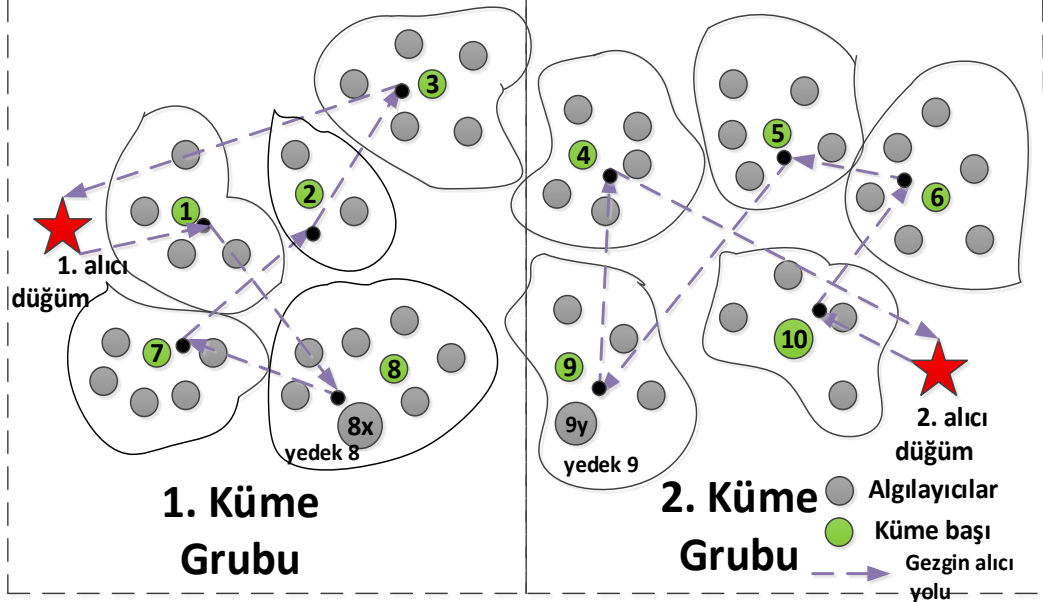 3
5
4
2
6
1
1. alıcı
düğüm
10
7
8
9
8x
9y
yedek 8
yedek 9
2. alıcı
düğüm
1. Küme
Grubu
2. Küme
Grubu
Algılayıcılar
Küme başı
Gezgin alıcı
yolu